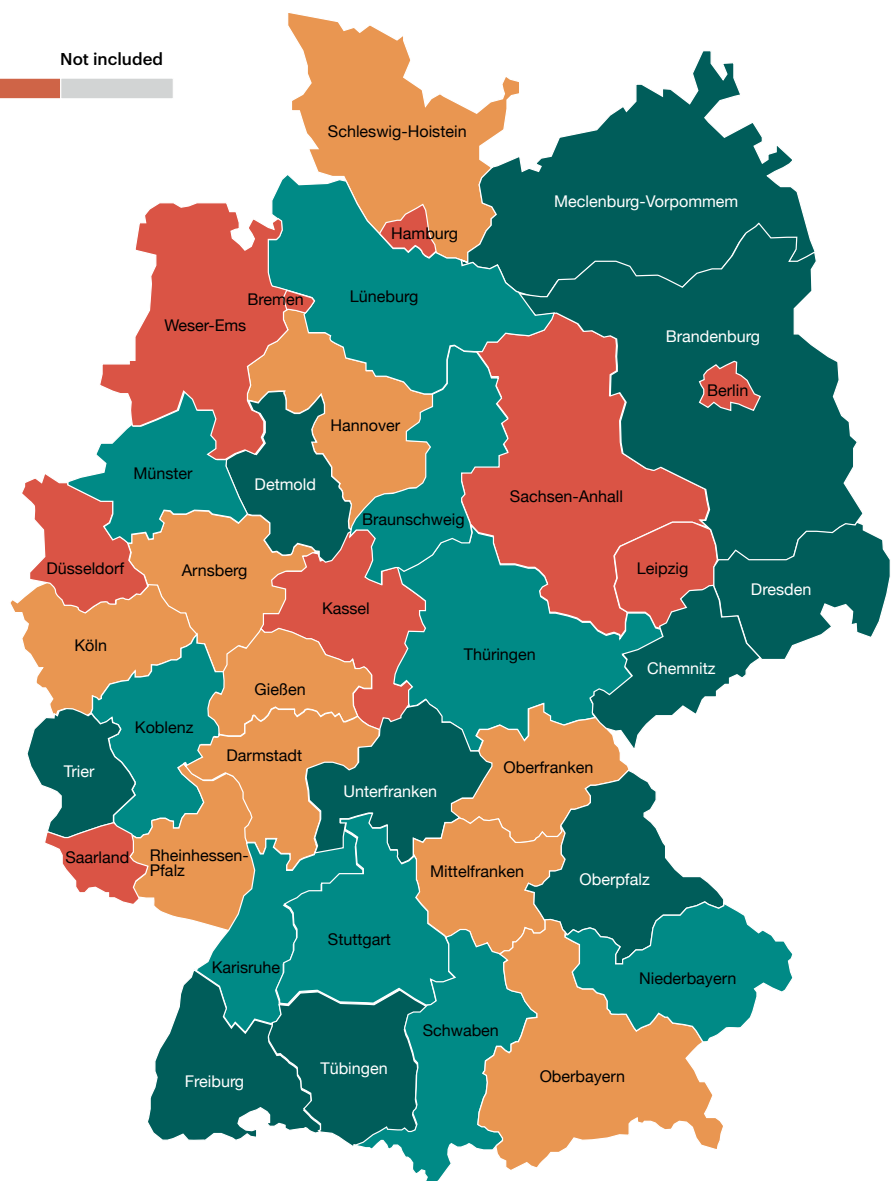 Not included
Schleswig-Hoistein
Meclenburg-Vorpommem
Hamburg
Bremen
Lüneburg
Weser-Ems
Brandenburg
Berlin
Hannover
Münster
Detmold
Sachsen-Anhall
Braunschweig
Düsseldorf
Arnsberg
Leipzig
Dresden
Kassel
Köln
Thüringen
Chemnitz
Gießen
Koblenz
Darmstadt
Oberfranken
Trier
Unterfranken
Saarland
Rheinhessen-
Pfalz
Mittelfranken
Oberpfalz
Stuttgart
Karisruhe
Niederbayern
Schwaben
Tübingen
Oberbayern
Freiburg